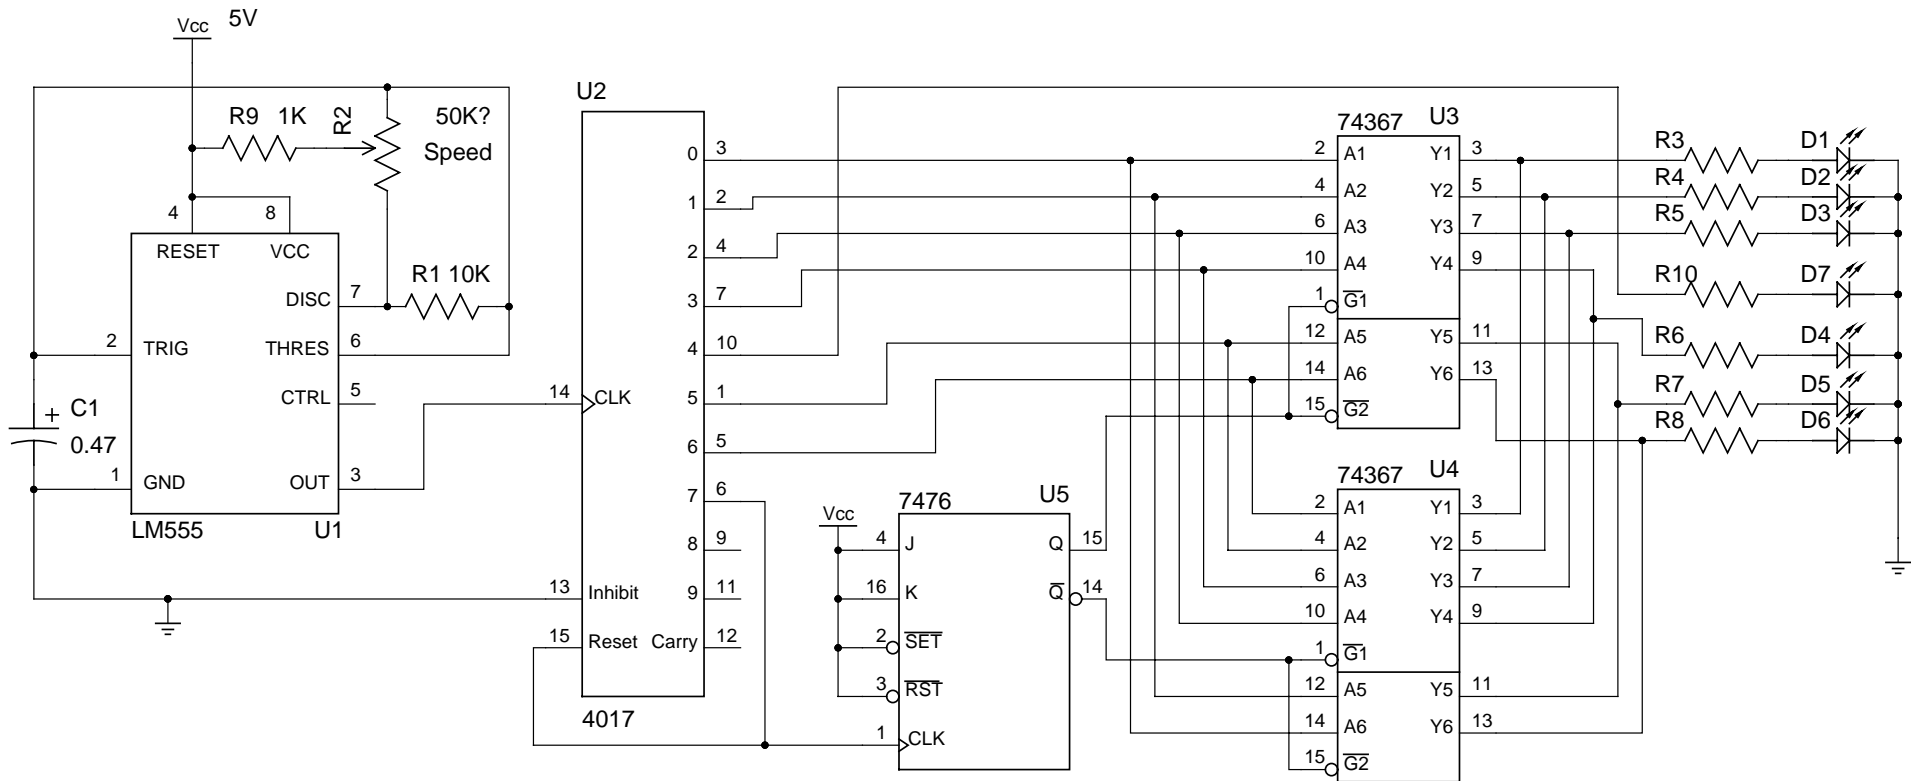 Vcc 5V
R9 1K
R2
50K?
Speed
4
8
RESET
VCC
R1 10K
DISC
7
2
TRIG
THRES
6
CTRL
5
+ C1
0.47
1
GND
OUT
3
LM555
U1
U2
0 3
1 2
2 4
3 7
4 10
14
CLK
5 1
6 5
7 6
8 9
13
Inhibit
9 11
15
Reset
Carry 12
4017
7476
U5
Vcc
4
J
Q
15
16
K
Q
14
2
SET
3
RST
1
CLK
74367
U3
2 A1 Y1 3
4 A2 Y2 5
6 A3 Y3 7
10 A4 Y4 9
1 G1
12 A5 Y5 11
14 A6 Y6 13
15 G2
74367
U4
2 A1 Y1 3
4 A2 Y2 5
6 A3 Y3 7
10 A4 Y4 9
1 G1
12 A5 Y5 11
14 A6 Y6 13
15 G2
R3 D1
R4 D2
R5 D3
R10 D7
R6 D4
R7 D5
R8 D6